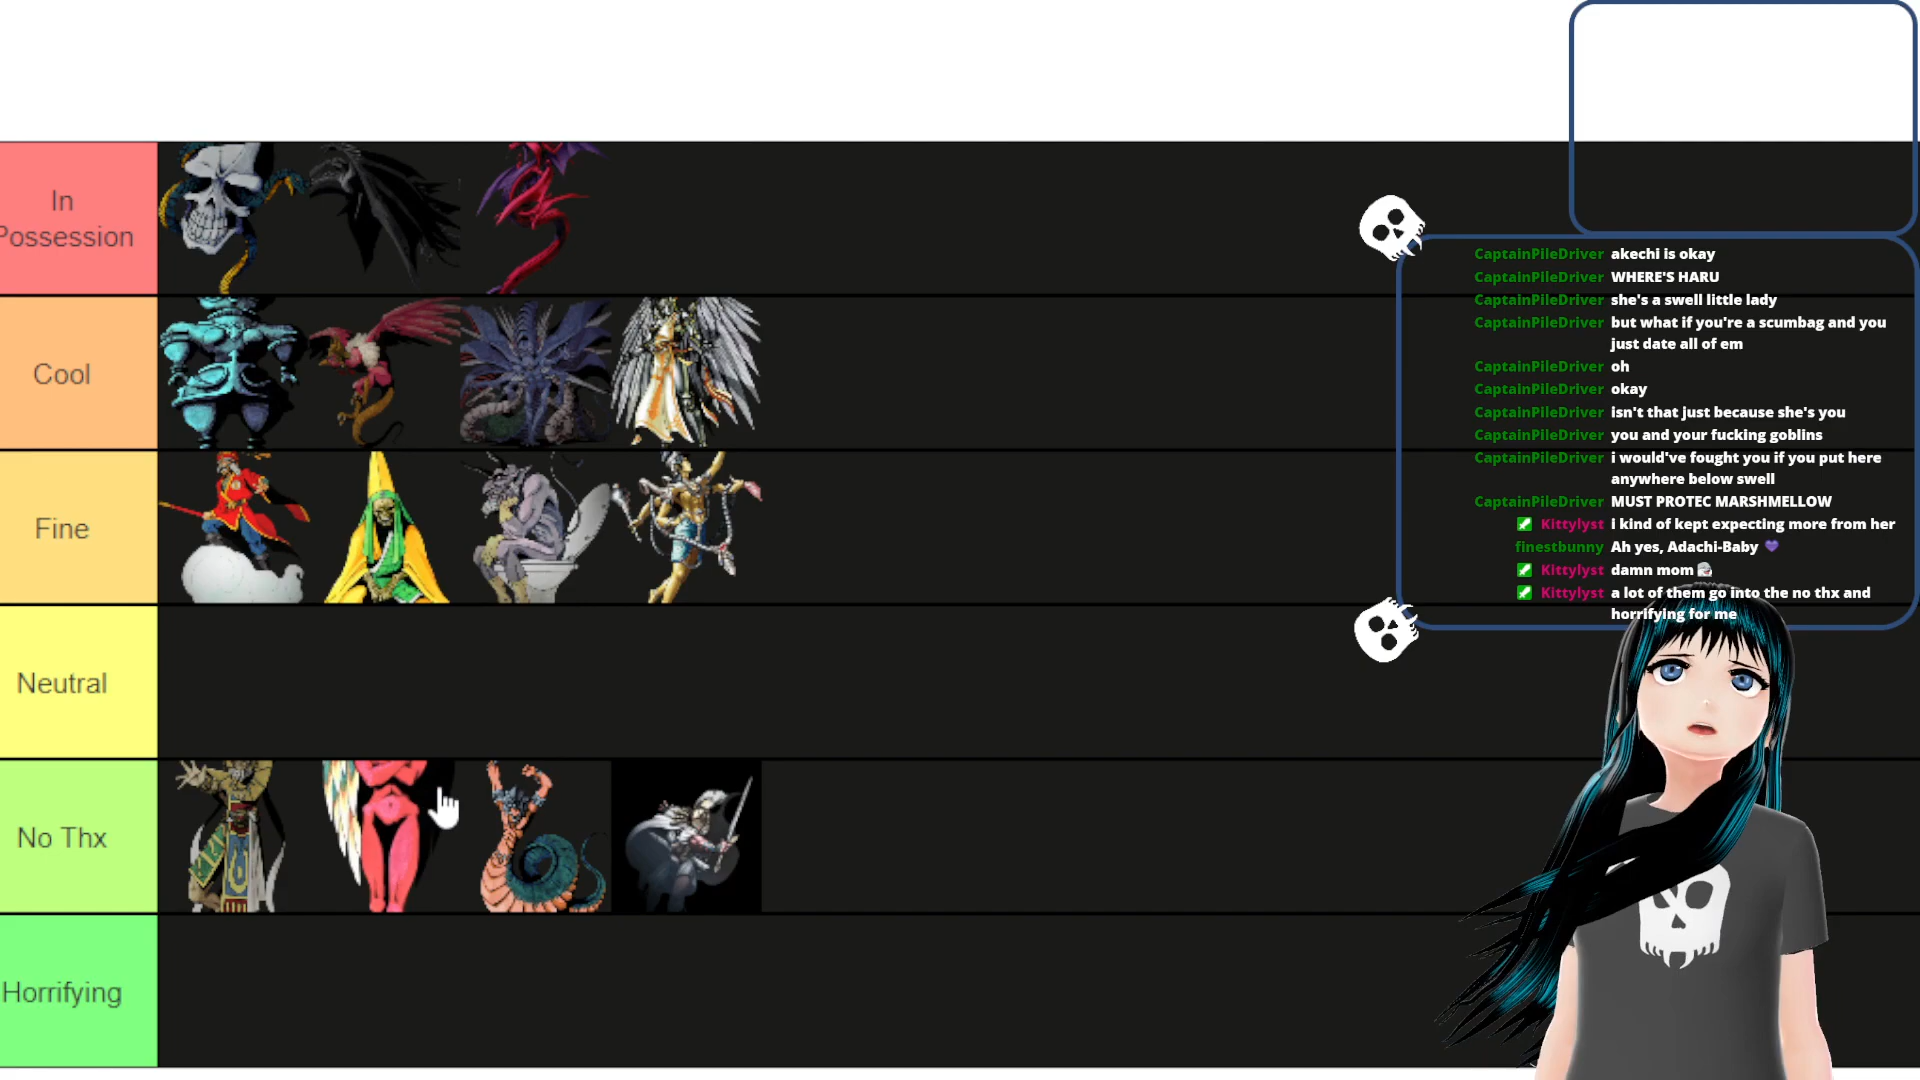 In
Possession
Cool
Fine
Neutral
No Thx
Horrifying
CaptainPileDriver akechi is okay
CaptainPileDriver WHERE'S HARU
CaptainPileDriver she's a swell little lady
CaptainPileDriver but what if you're a scumbag and you
just date all of em
CaptainPileDriver oh
CaptainPileDriver okay
CaptainPileDriver isn't that just because she's you
CaptainPileDriver you and your fucking goblins
CaptainPileDriver i would've fought you if you put here
anywhere below swell
CaptainPileDriver MUST PROTEC MARSHMELLOW
Kittylyst i kind of kept expecting more from her
finestbunny Ah yes, Adachi-Baby 💜
Kittylyst damn mom
Kittylyst a lot of them go into the no thx and
horrifying for me